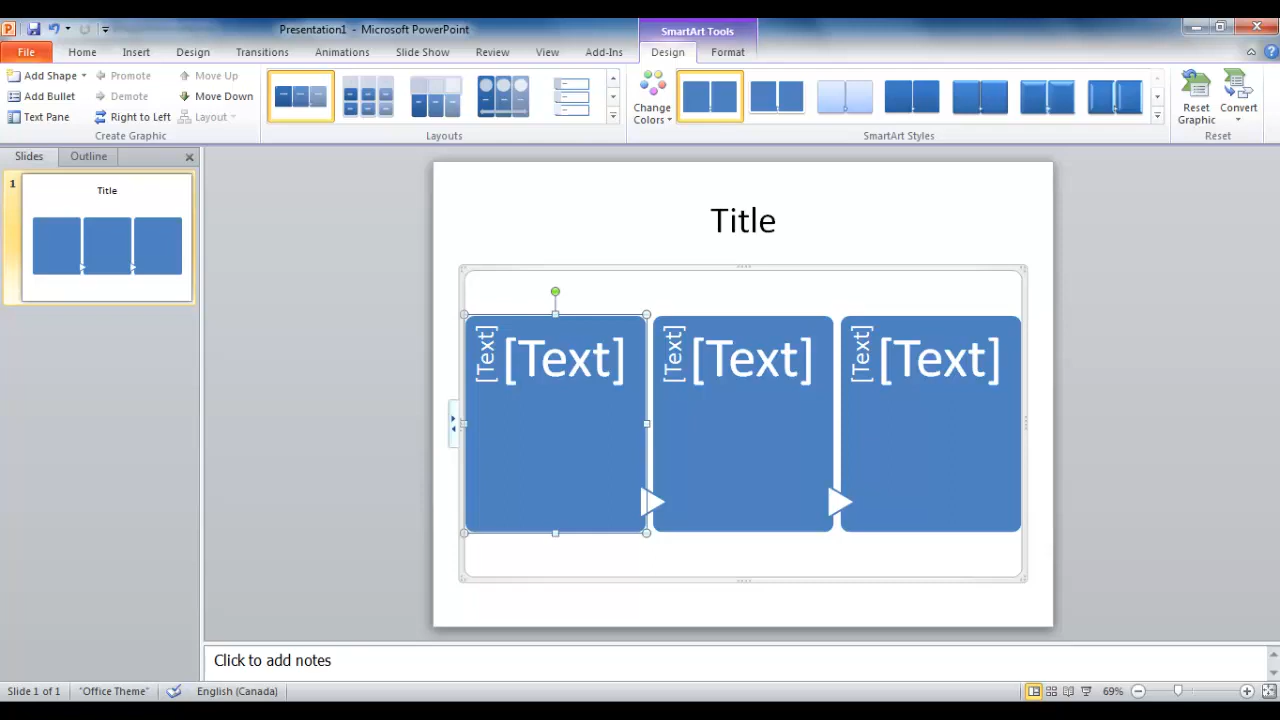 Presentation1 - Microsoft PowerPoint
SmartArt Tools
File Home Insert Design Transitions Animations Slide Show Review View Add-Ins Design Format
Add Shape Promote Move Up
Add Bullet Demote Move Down
Text Pane Right to Left Layout
Create Graphic
Layouts
Change Colors
SmartArt Styles
Reset Graphic
Convert
Reset
Slides Outline
1
Title
Title
[Text] [Text]
[Text] [Text]
[Text] [Text]
Click to add notes
Slide 1 of 1 "Office Theme" English (Canada) 69%